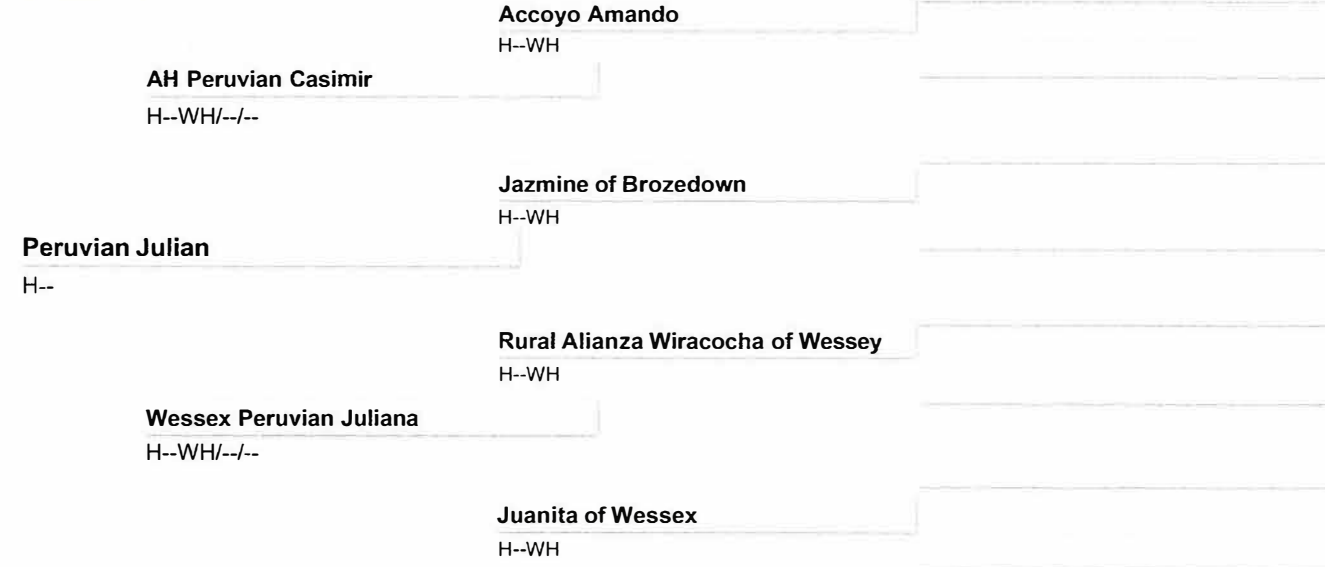 Accoyo Amando
H--WH
AH Peruvian Casimir
H--WH/--/--
Jazmine of Brozedown
H--WH
Peruvian Julian
H--
Rural Alianza Wiracocha of Wessey
H--WH
Wessex Peruvian Juliana
H--WH/--/--
Juanita of Wessex
H--WH